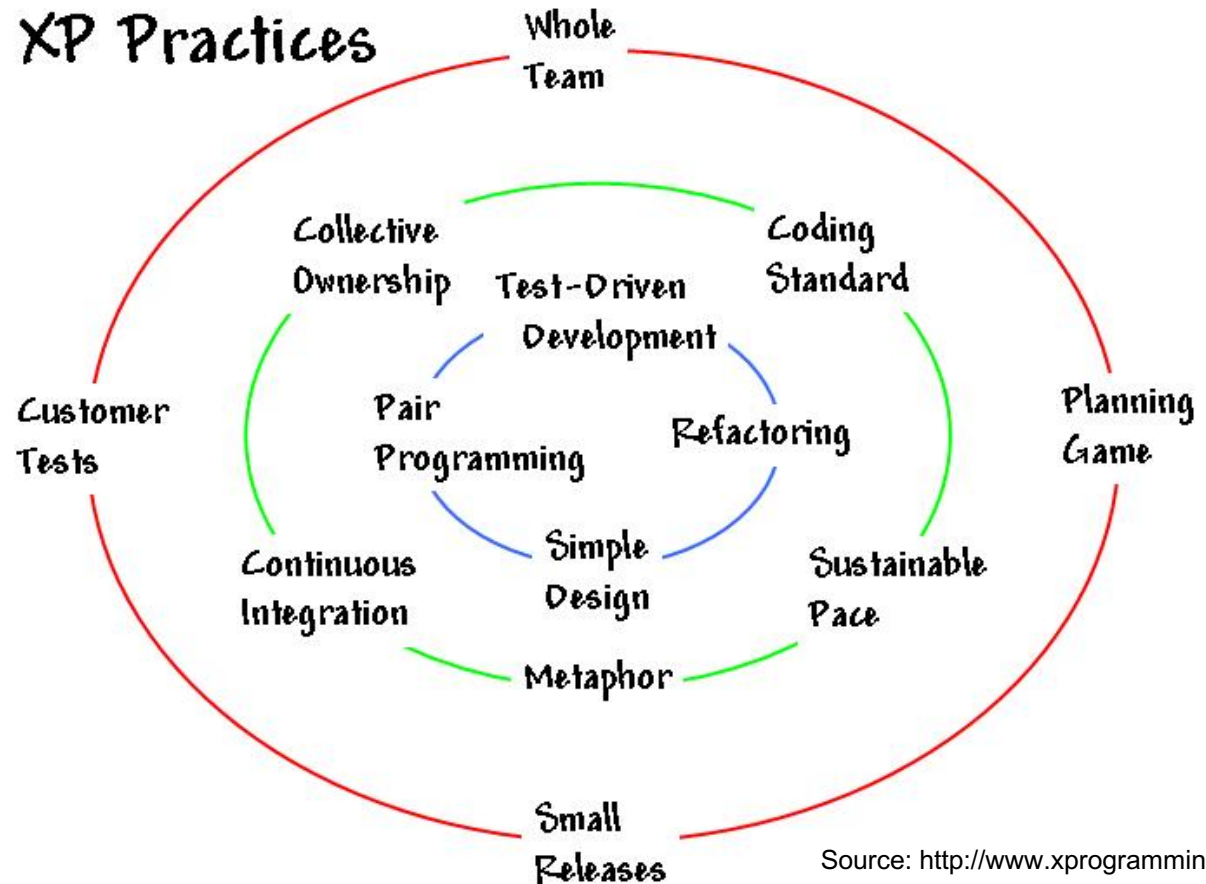 XP Practices
Whole
Team
Collective
Ownership
Coding
Standard
Test-Driven
Development
Customer
Tests
Pair
Programming
Refactoring
Planning
Game
Continuous
Integration
Simple
Design
Sustainable
Pace
Metaphor
Small
Releases
Source: http://www.xprogrammin